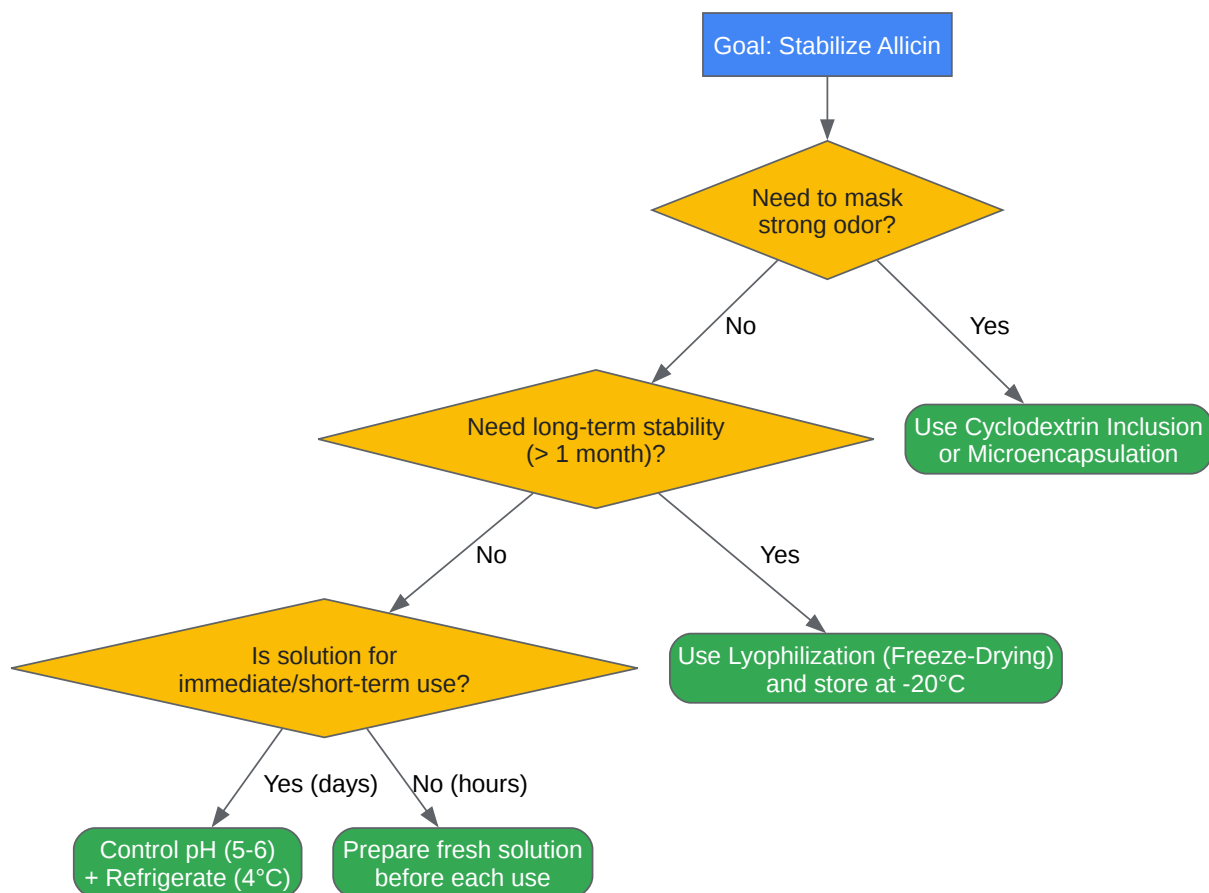 Goal: Stabilize Allicin
Need to mask
strong odor?
No
Yes
Need long-term stability
(> 1 month)?
Use Cyclodextrin Inclusion
or Microencapsulation
No
Yes
Is solution for
immediate/short-term use?
Use Lyophilization (Freeze-Drying)
and store at -20°C
Yes (days)
No (hours)
Control pH (5-6)
+ Refrigerate (4°C)
Prepare fresh solution
before each use